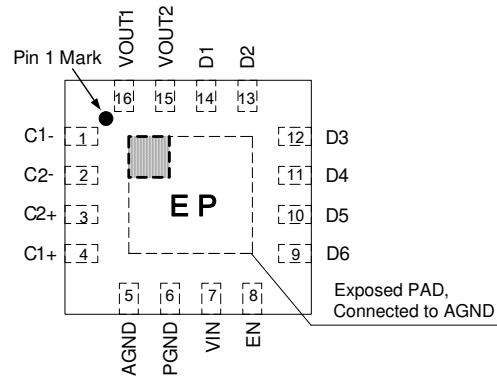 VOUT1
VOUT2
D1
D2
Pin 1 Mark
16 15 14 13
C1- 1 12 D3
C2- 2 11 D4
C2+ 3 10 D5
C1+ 4 9 D6
EP
5 6 7 8
AGND
PGND
VIN
EN
Exposed PAD,
Connected to AGND